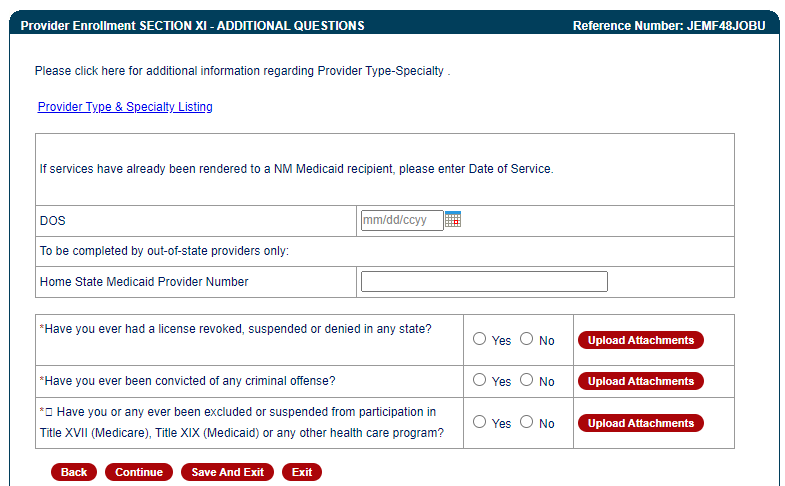 Provider Enrollment SECTION XI - ADDITIONAL QUESTIONS Reference Number: JEMF48JOBU
Please click here for additional information regarding Provider Type-Specialty .
Provider Type & Specialty Listing
If services have already been rendered to a NM Medicaid recipient, please enter Date of Service.
DOS mm/dd/ccyy
To be completed by out-of-state providers only:
Home State Medicaid Provider Number
*Have you ever had a license revoked, suspended or denied in any state?
Yes No Upload Attachments
*Have you ever been convicted of any criminal offense? Yes No Upload Attachments
*▯ Have you or any ever been excluded or suspended from participation in
Title XVII (Medicare), Title XIX (Medicaid) or any other health care program?
Yes No Upload Attachments
Back Continue Save And Exit Exit